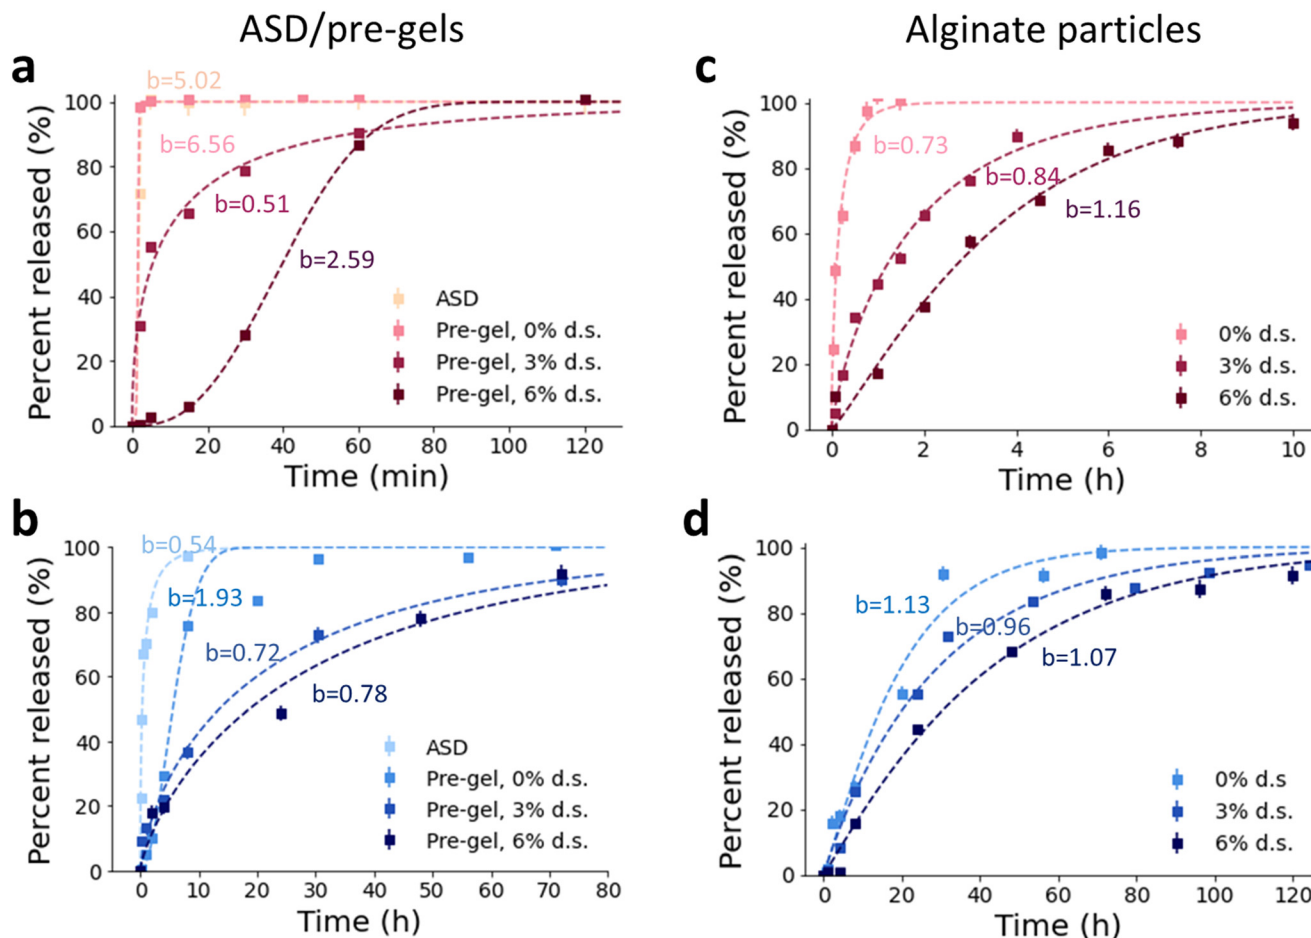 ASD/pre-gels
Alginate particles
a
b=5.02
100
80
60
40
20
0
Percent released (%)
b=6.56
b=0.51
b=2.59
ASD
Pre-gel, 0% d.s.
Pre-gel, 3% d.s.
Pre-gel, 6% d.s.
0 20 40 60 80 100 120
Time (min)
c
100
80
60
40
20
0
Percent released (%)
b=0.73
b=0.84
b=1.16
0% d.s.
3% d.s.
6% d.s.
0 2 4 6 8 10
Time (h)
b
100
80
60
40
20
0
Percent released (%)
b=0.54
b=1.93
b=0.72
b=0.78
ASD
Pre-gel, 0% d.s.
Pre-gel, 3% d.s.
Pre-gel, 6% d.s.
0 10 20 30 40 50 60 70 80
Time (h)
d
100
80
60
40
20
0
Percent released (%)
b=1.13
b=0.96
b=1.07
0% d.s
3% d.s.
6% d.s.
0 20 40 60 80 100 120
Time (h)